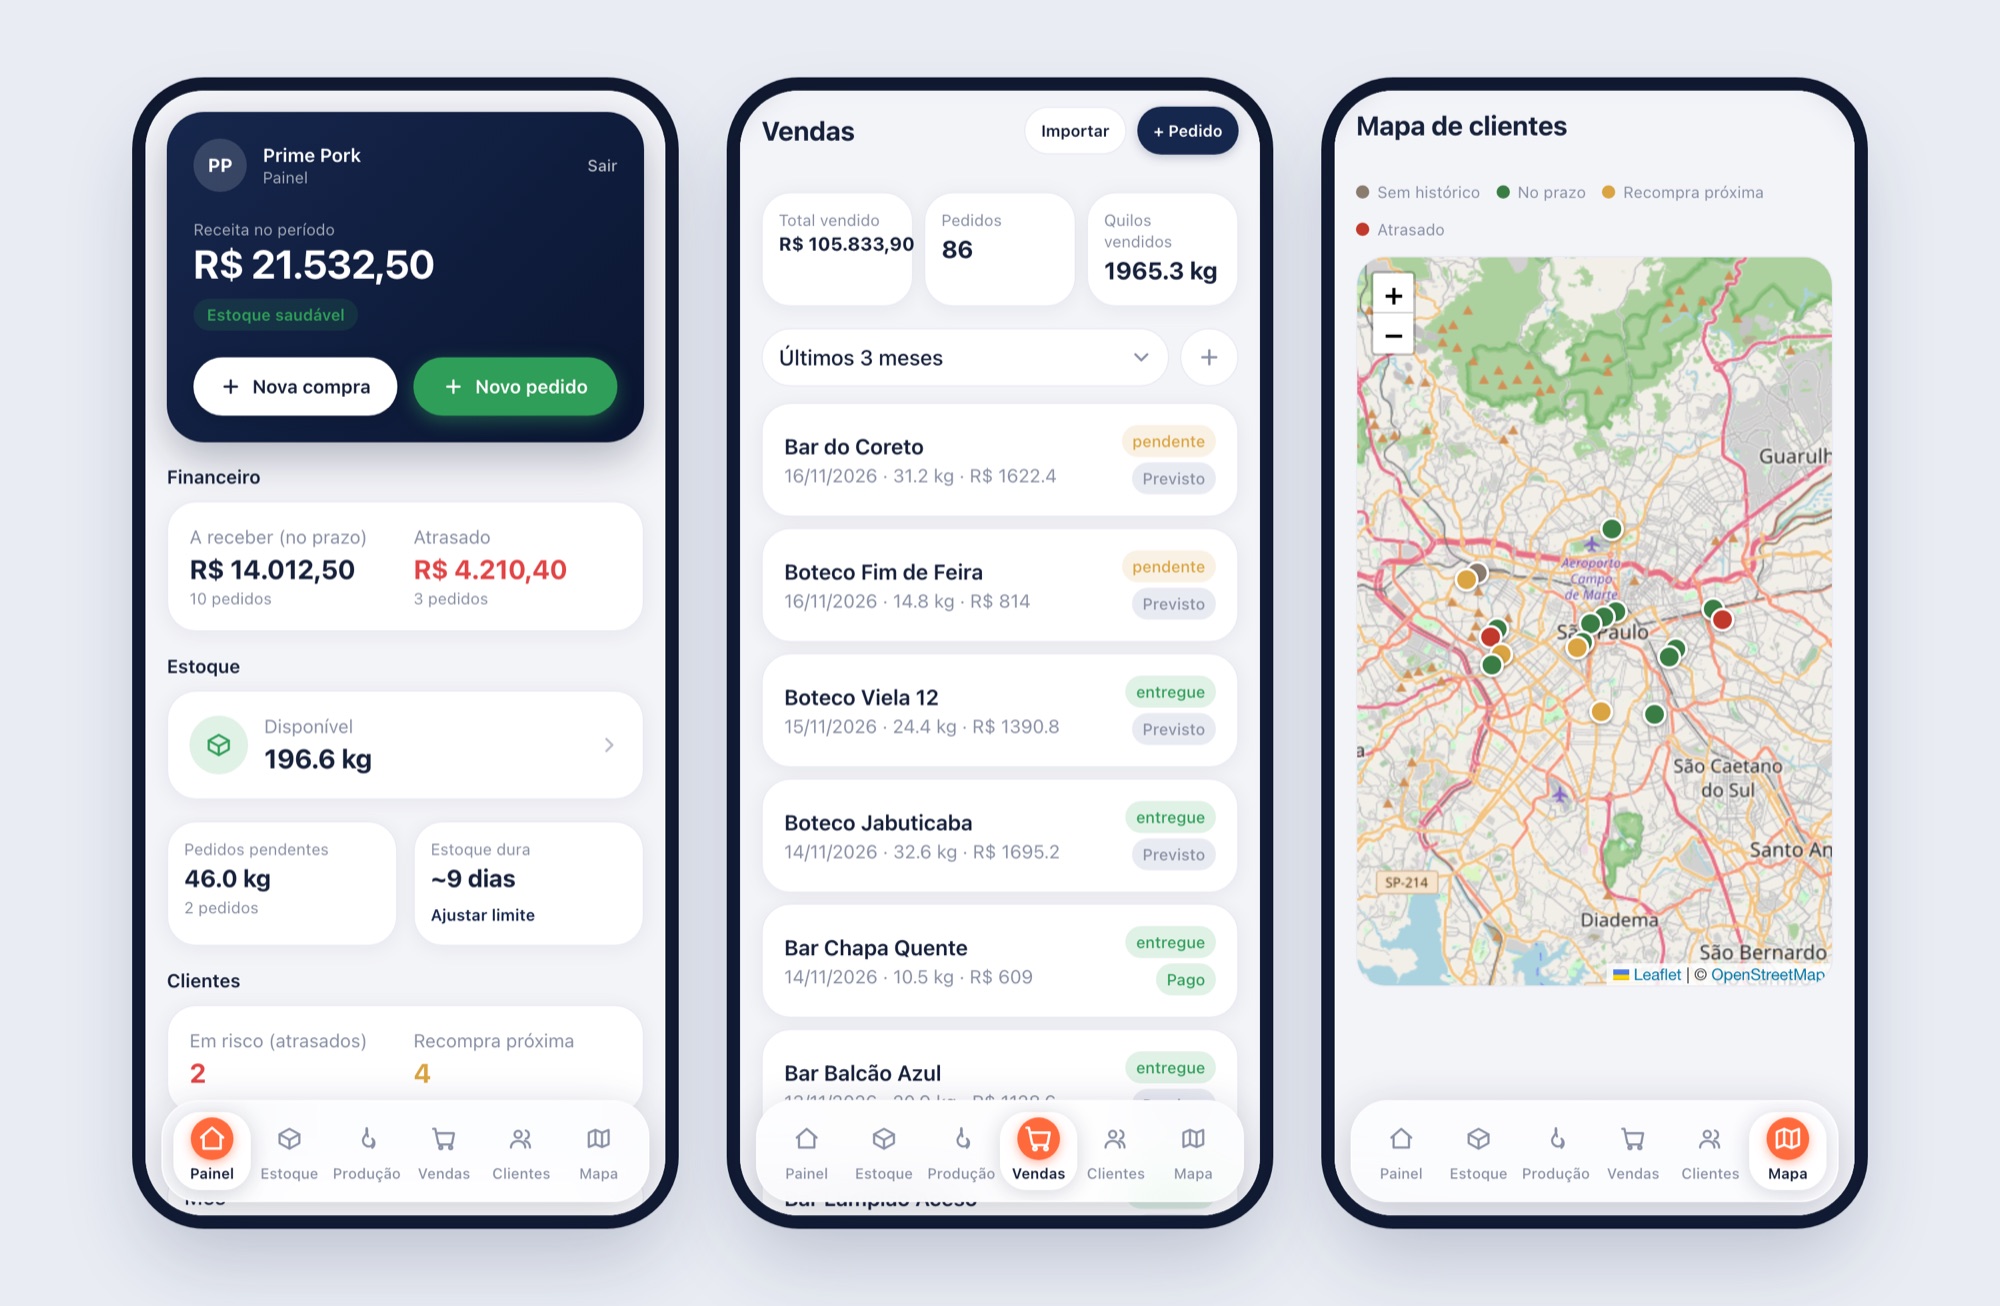 PP
Prime Pork
Painel
Sair
Receita no período
R$ 21.532,50
Estoque saudável
+ Nova compra
+ Novo pedido
Financeiro
A receber (no prazo)
R$ 14.012,50
10 pedidos
Atrasado
R$ 4.210,40
3 pedidos
Estoque
Disponível
196.6 kg
Pedidos pendentes
46.0 kg
2 pedidos
Estoque dura
~9 dias
Ajustar limite
Clientes
Em risco (atrasados)
2
Recompra próxima
4
Painel
Estoque
Produção
Vendas
Clientes
Mapa
Vendas
Importar
+ Pedido
Total vendido
R$ 105.833,90
Pedidos
86
Quilos
vendidos
1965.3 kg
Últimos 3 meses
+
Bar do Coreto
16/11/2026 · 31.2 kg · R$ 1622.4
pendente
Previsto
Boteco Fim de Feira
16/11/2026 · 14.8 kg · R$ 814
pendente
Previsto
Boteco Viela 12
15/11/2026 · 24.4 kg · R$ 1390.8
entregue
Previsto
Boteco Jabuticaba
14/11/2026 · 32.6 kg · R$ 1695.2
entregue
Previsto
Bar Chapa Quente
14/11/2026 · 10.5 kg · R$ 609
entregue
Pago
Bar Balcão Azul
entregue
Painel
Estoque
Produção
Vendas
Clientes
Mapa
Mapa de clientes
Sem histórico
No prazo
Recompra próxima
Atrasado
+
−
Guarulh
Aeroporto
Campo
de Marte
São Paulo
São Caetano
do Sul
Santo An
SP-214
Diadema
São Bernardo
Leaflet | © OpenStreetMap
Painel
Estoque
Produção
Vendas
Clientes
Mapa